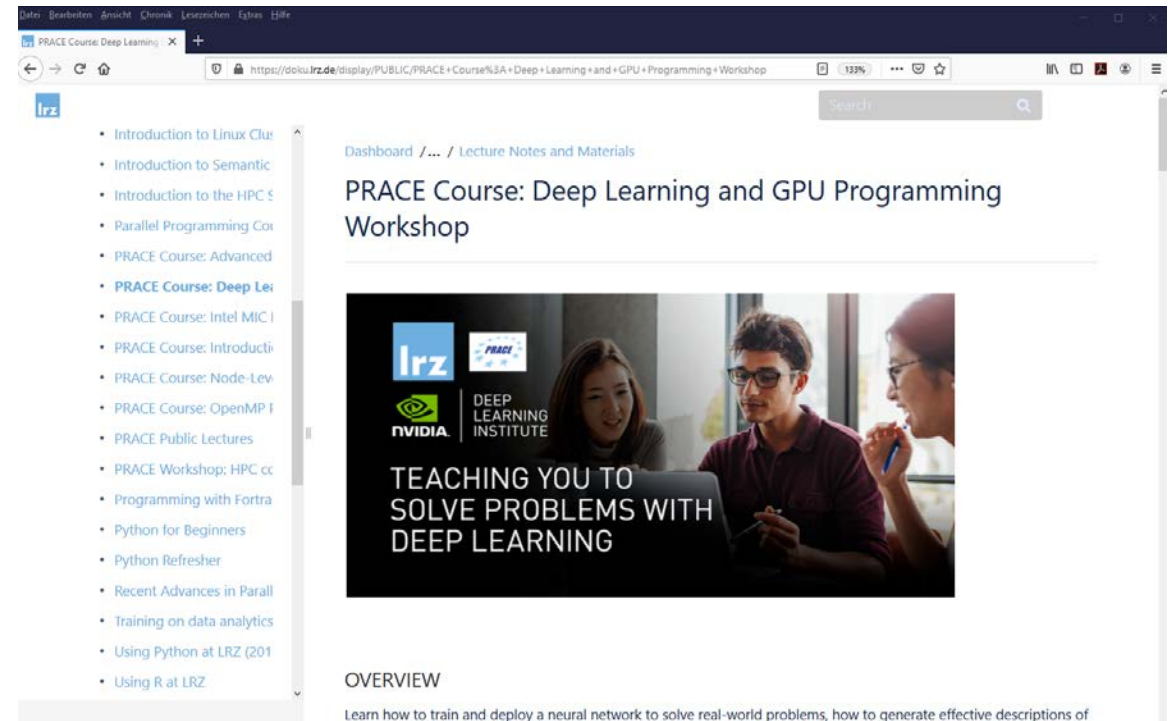 Datei Bearbeiten Ansicht Chronik Lesezeichen Extras Hilfe
lrz PRACE Course: Deep Learning
https://doku.lrz.de/display/PUBLIC/PRACE+Course%3A+Deep+Learning+and+GPU+Programming+Workshop 133%
lrz
Search
Introduction to Linux Clus
Introduction to Semantic
Introduction to the HPC S
Parallel Programming Cou
PRACE Course: Advanced
PRACE Course: Deep Lea
PRACE Course: Intel MIC
PRACE Course: Introducti
PRACE Course: Node-Lev
PRACE Course: OpenMP
PRACE Public Lectures
PRACE Workshop: HPC cc
Programming with Fortra
Python for Beginners
Python Refresher
Recent Advances in Parall
Training on data analytics
Using Python at LRZ (201
Using R at LRZ
Dashboard /... / Lecture Notes and Materials
PRACE Course: Deep Learning and GPU Programming
Workshop
lrz PRACE
NVIDIA. DEEP
LEARNING
INSTITUTE
TEACHING YOU TO
SOLVE PROBLEMS WITH
DEEP LEARNING
OVERVIEW
Learn how to train and deploy a neural network to solve real-world problems, how to generate effective descriptions of